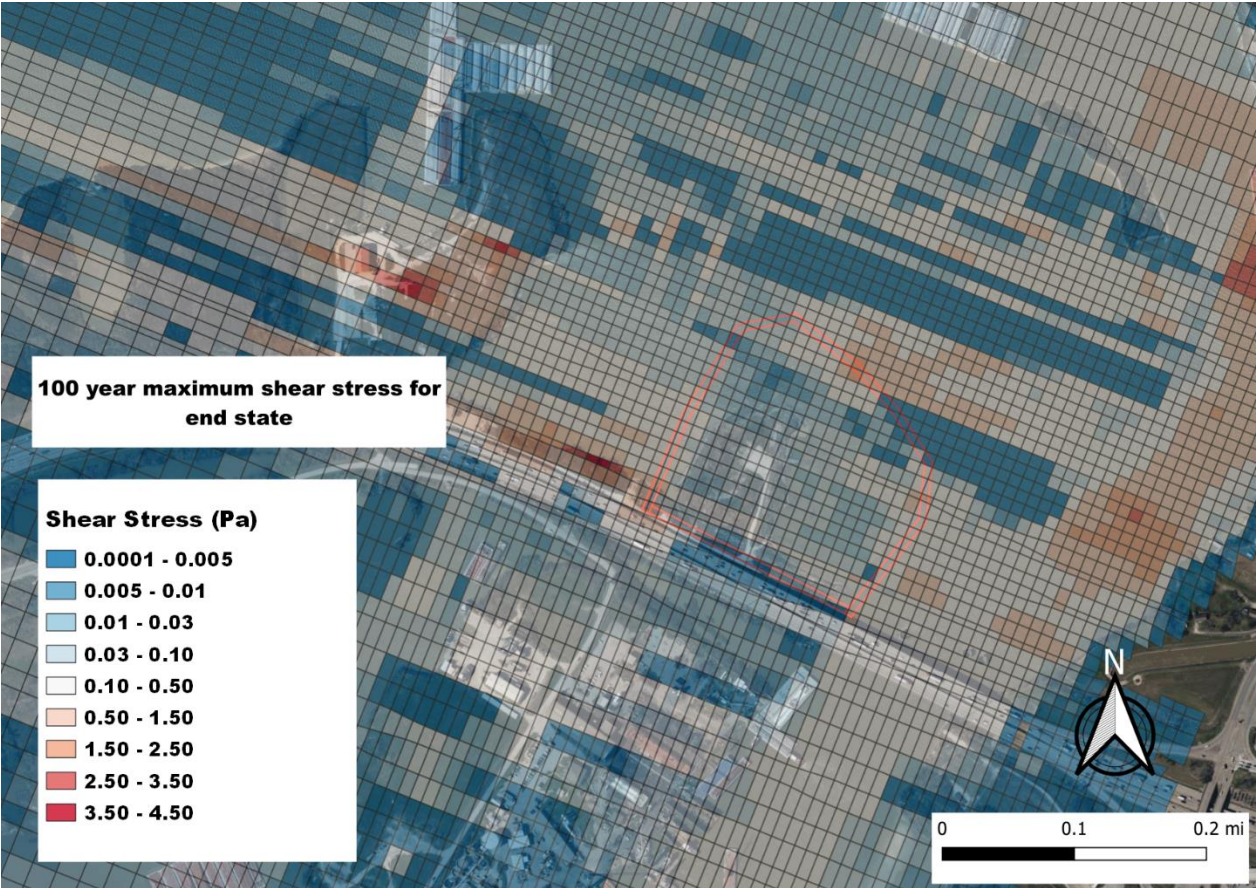 100 year maximum shear stress for
end state
Shear Stress (Pa)
0.0001 - 0.005
0.005 - 0.01
0.01 - 0.03
0.03 - 0.10
0.10 - 0.50
0.50 - 1.50
1.50 - 2.50
2.50 - 3.50
3.50 - 4.50
N
0 0.1 0.2 mi